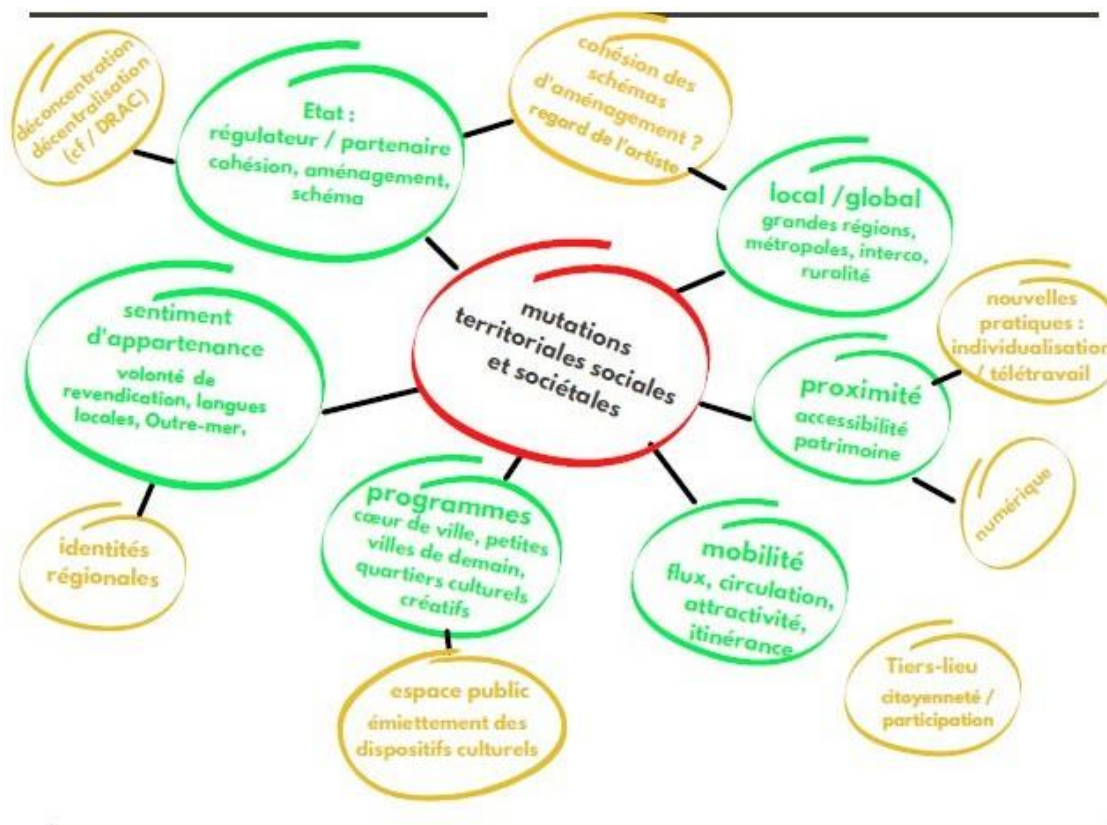 déconcentration
décentralisation
(cf / DRAC)
Etat :
régulateur / partenaire
cohésion, aménagement,
schéma
cohésion des
schémas
d'aménagement ?
regard de l'artiste
local /global
grandes régions,
métropoles, interco,
ruralité
mutations
territoriales sociales
et sociétales
sentiment
d'appartenance
volonté de
revendication, langues
locales, Outre-mer,
nouvelles
pratiques :
individualisation
/ télétravail
proximité
accessibilité
patrimoine
numérique
identités
régionales
programmes
cœur de ville, petites
villes de demain,
quartiers culturels
créatifs
mobilité
flux, circulation,
attractivité,
itinérance
espace public
émiettement des
dispositifs culturels
Tiers-lieu
citoyenneté /
participation